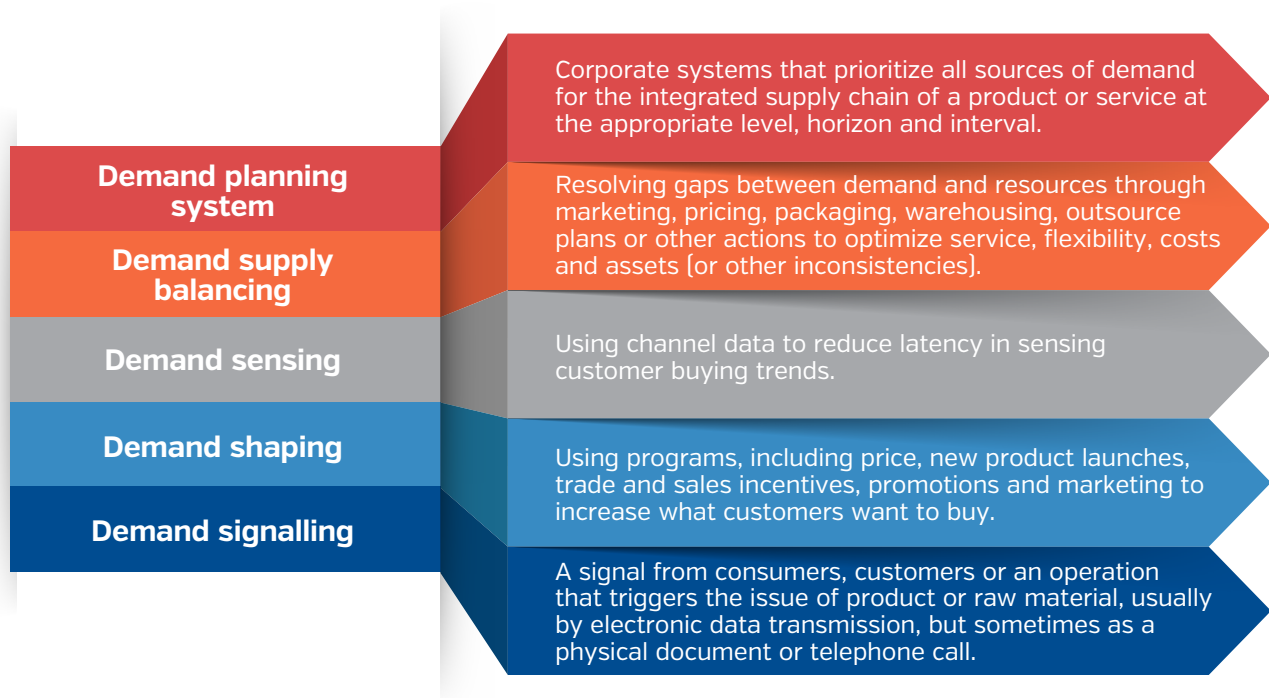 Demand planning
system
Corporate systems that prioritize all sources of demand
for the integrated supply chain of a product or service at
the appropriate level, horizon and interval.
Demand supply
balancing
Resolving gaps between demand and resources through
marketing, pricing, packaging, warehousing, outsource
plans or other actions to optimize service, flexibility, costs
and assets (or other inconsistencies).
Demand sensing
Using channel data to reduce latency in sensing
customer buying trends.
Demand shaping
Using programs, including price, new product launches,
trade and sales incentives, promotions and marketing to
increase what customers want to buy.
Demand signalling
A signal from consumers, customers or an operation
that triggers the issue of product or raw material, usually
by electronic data transmission, but sometimes as a
physical document or telephone call.